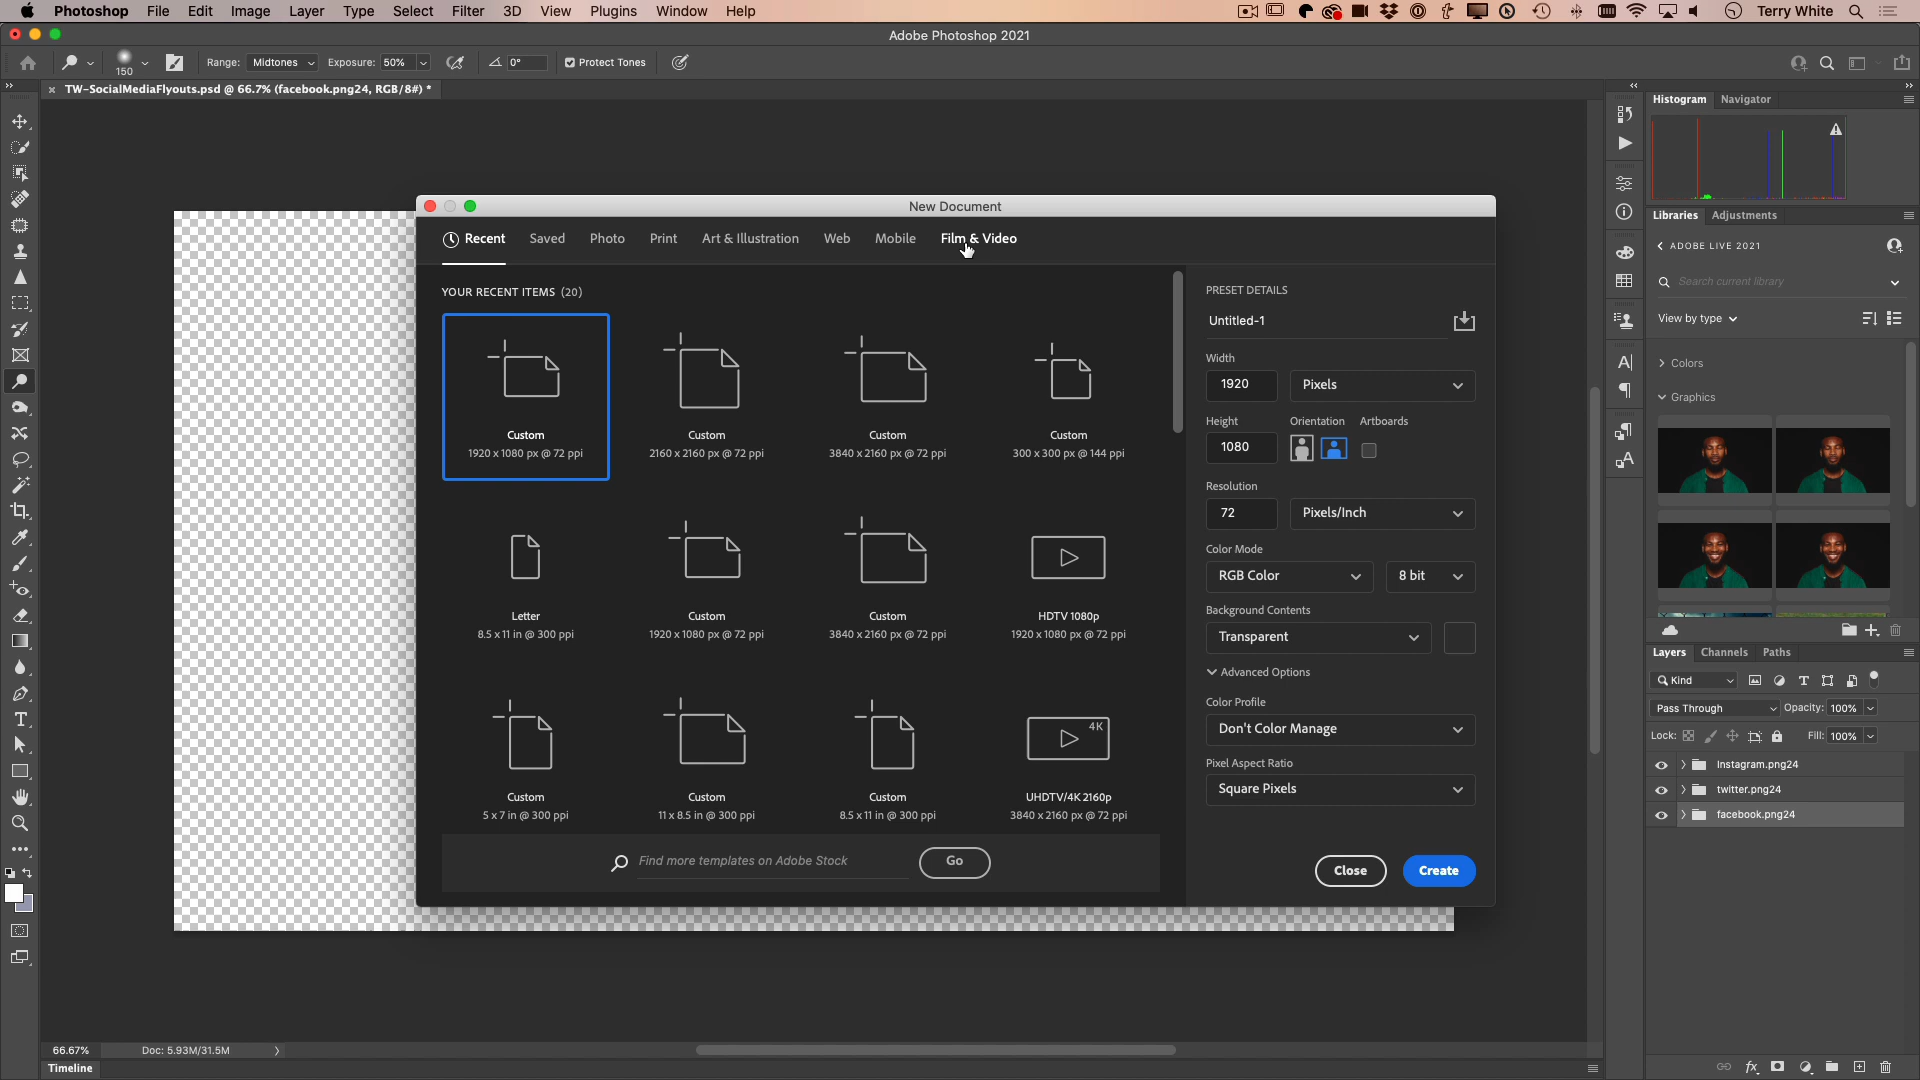 Photoshop File Edit Image Layer Type Select Filter 3D View Plugins Window Help Terry White
Adobe Photoshop 2021
150 Range: Midtones Exposure: 50% 0° Protect Tones
TW-SocialMediaFlyouts.psd @ 66.7% (facebook.png24, RGB/8#) *
Histogram Navigator
New Document
Recent Saved Photo Print Art & Illustration Web Mobile Film & Video
YOUR RECENT ITEMS (20)
Custom
1920 x 1080 px @ 72 ppi
Custom
2160 x 2160 px @ 72 ppi
Custom
3840 x 2160 px @ 72 ppi
Custom
300 x 300 px @ 144 ppi
Letter
8.5 x 11 in @ 300 ppi
Custom
1920 x 1080 px @ 72 ppi
Custom
3840 x 2160 px @ 72 ppi
HDTV 1080p
1920 x 1080 px @ 72 ppi
Custom
5 x 7 in @ 300 ppi
Custom
11 x 8.5 in @ 300 ppi
Custom
8.5 x 11 in @ 300 ppi
4K
UHDTV/4K 2160p
3840 x 2160 px @ 72 ppi
Find more templates on Adobe Stock Go
PRESET DETAILS
Untitled-1
Width
1920 Pixels
Height Orientation Artboards
1080
Resolution
72 Pixels/Inch
Color Mode
RGB Color 8 bit
Background Contents
Transparent
Advanced Options
Color Profile
Don't Color Manage
Pixel Aspect Ratio
Square Pixels
Close Create
Libraries Adjustments
ADOBE LIVE 2021
Search current library
View by type
Colors
Graphics
Layers Channels Paths
Kind
Pass Through Opacity: 100%
Lock: Fill: 100%
Instagram.png24
twitter.png24
facebook.png24
66.67% Doc: 5.93M/31.5M
Timeline